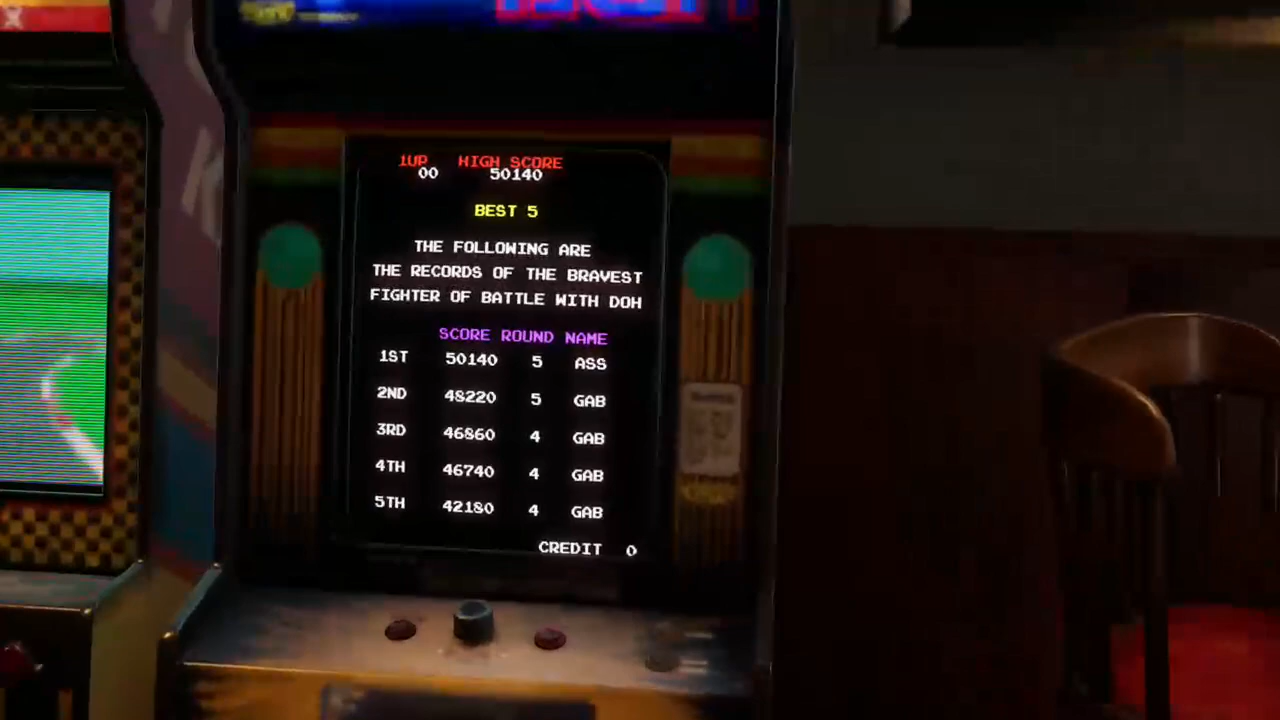 1UP HIGH SCORE
00 50140
BEST 5
THE FOLLOWING ARE
THE RECORDS OF THE BRAVEST
FIGHTER OF BATTLE WITH DOH
SCORE ROUND NAME
1ST 50140 5 ASS
2ND 48220 5 GAB
3RD 46860 4 GAB
4TH 46740 4 GAB
5TH 42180 4 GAB
CREDIT 0